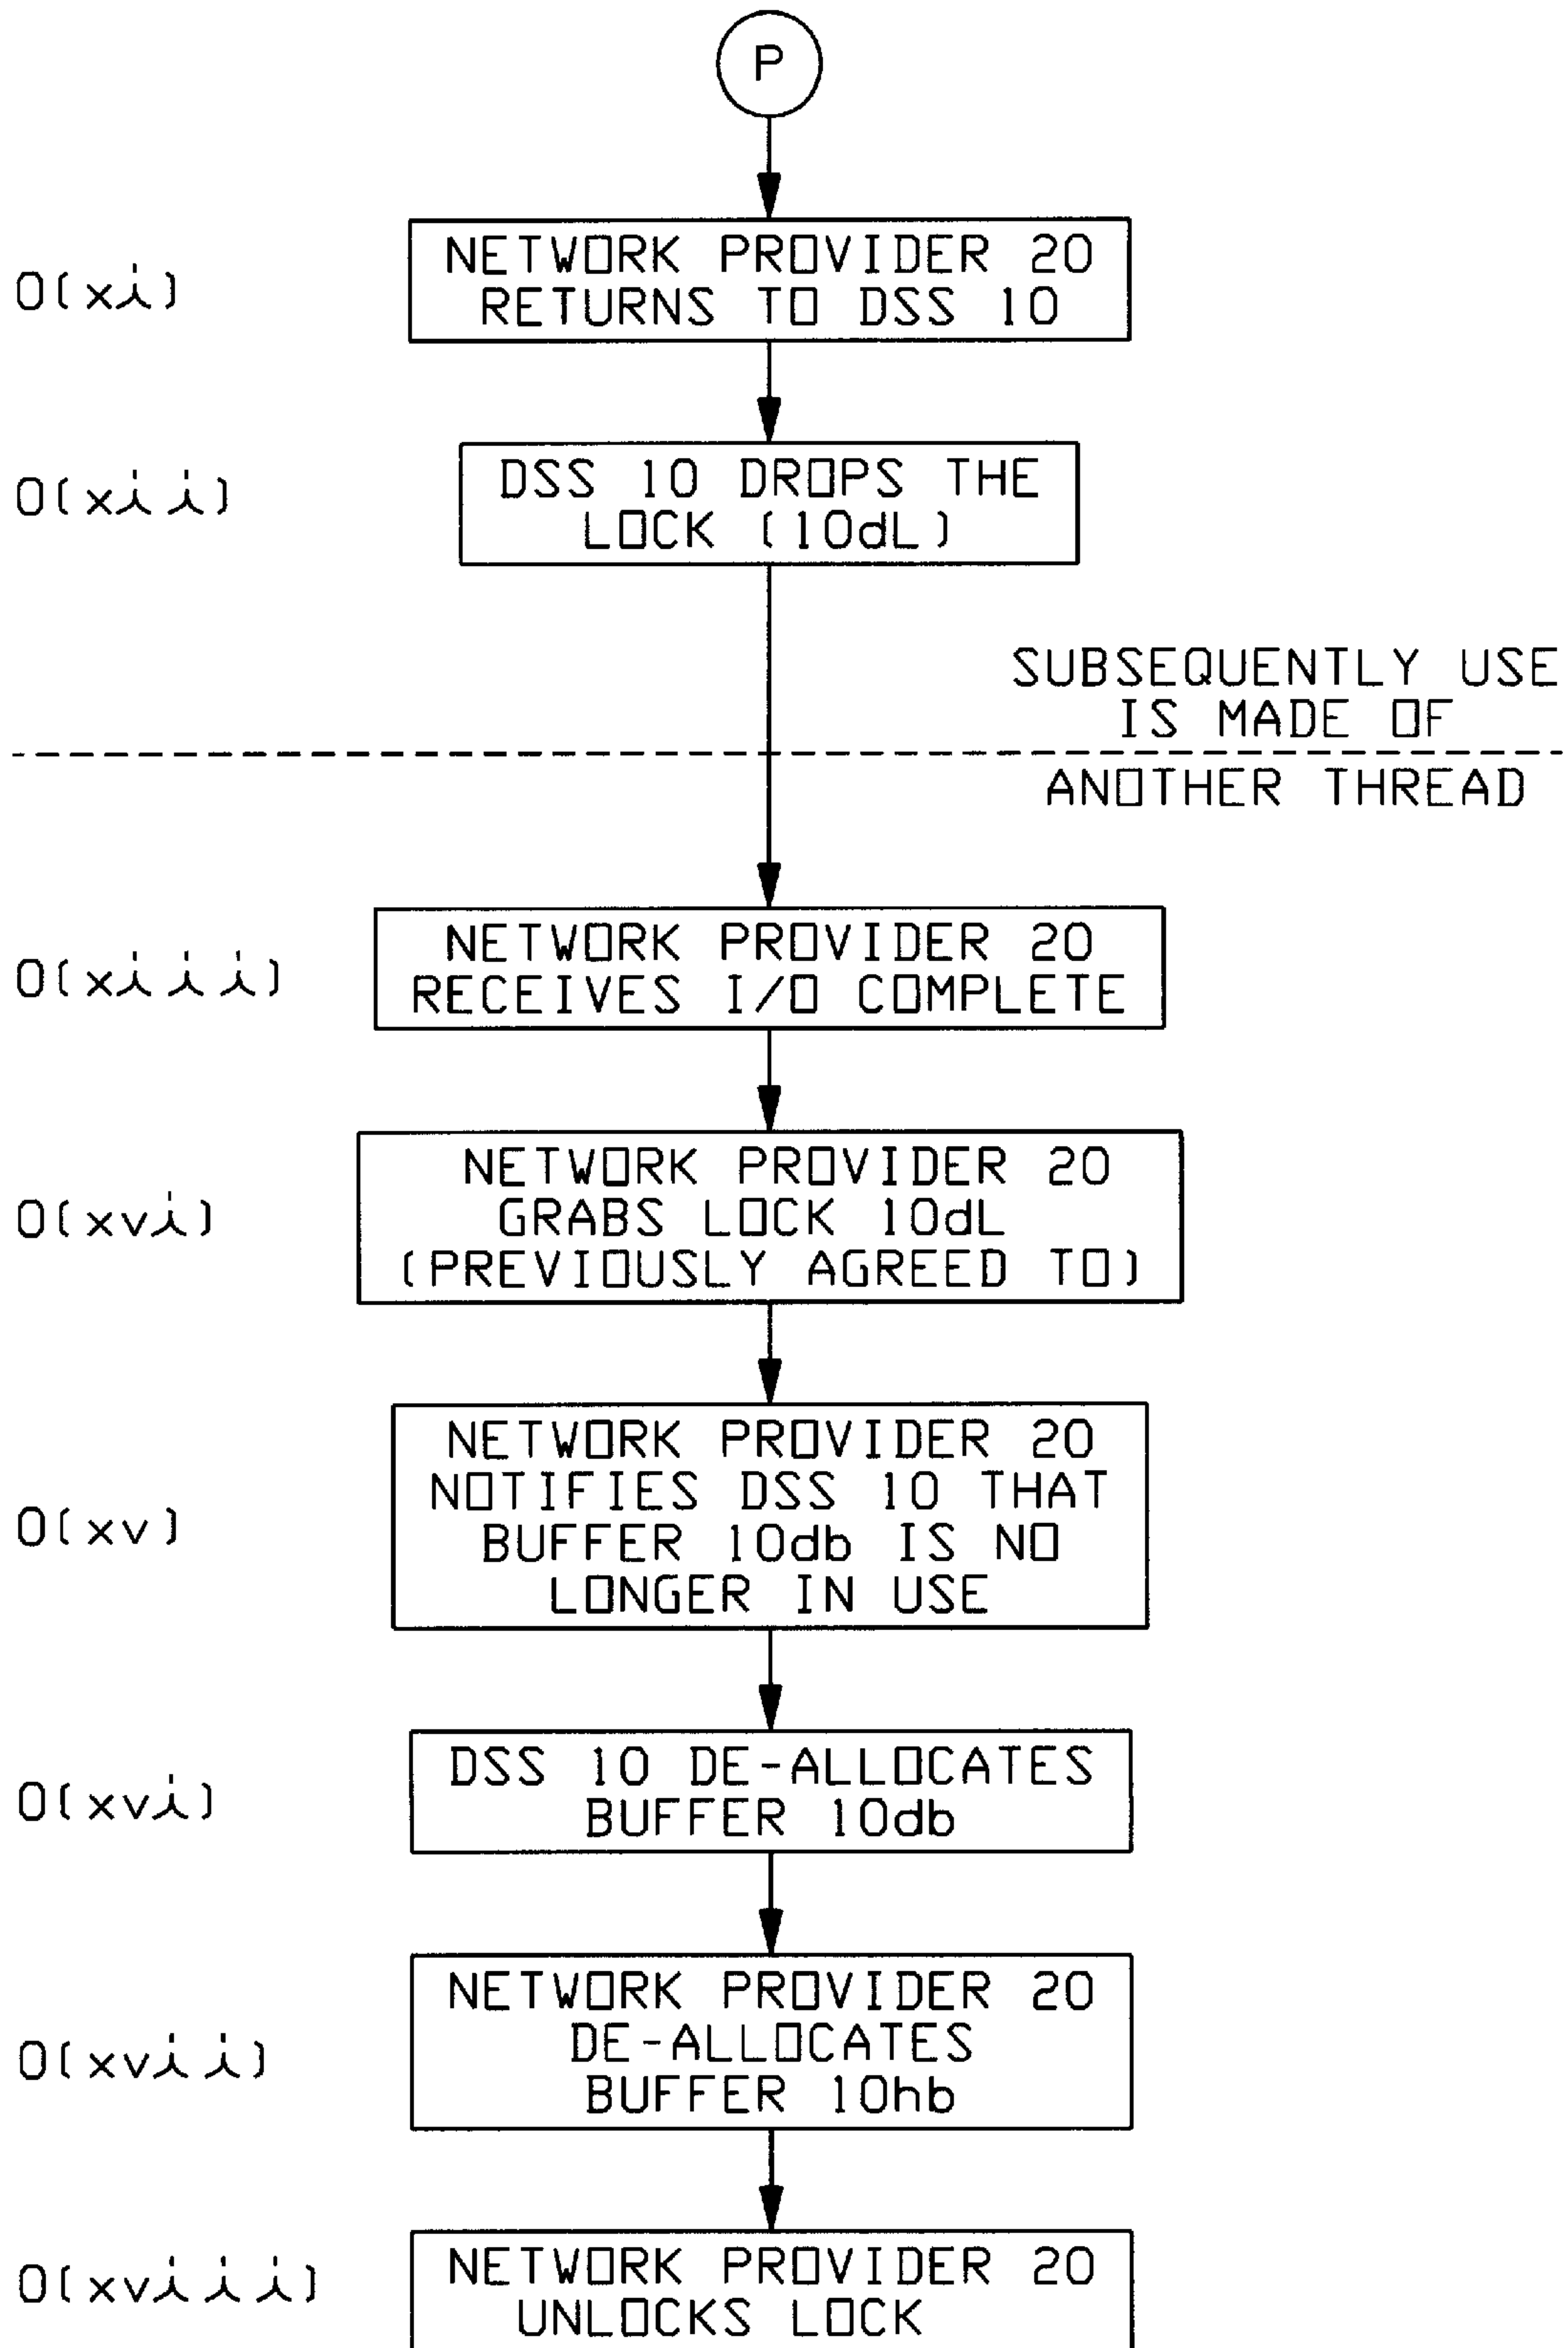 P
O(xi)
NETWORK PROVIDER 20
RETURNS TO DSS 10
O(xii)
DSS 10 DROPS THE
LOCK (10dL)
SUBSEQUENTLY USE
IS MADE OF
ANOTHER THREAD
O(xiii)
NETWORK PROVIDER 20
RECEIVES I/O COMPLETE
O(xvi)
NETWORK PROVIDER 20
GRABS LOCK 10dL
(PREVIOUSLY AGREED TO)
O(xv)
NETWORK PROVIDER 20
NOTIFIES DSS 10 THAT
BUFFER 10db IS NO
LONGER IN USE
O(xvi)
DSS 10 DE-ALLOCATES
BUFFER 10db
O(xvii)
NETWORK PROVIDER 20
DE-ALLOCATES
BUFFER 10hb
O(xviii)
NETWORK PROVIDER 20
UNLOCKS LOCK